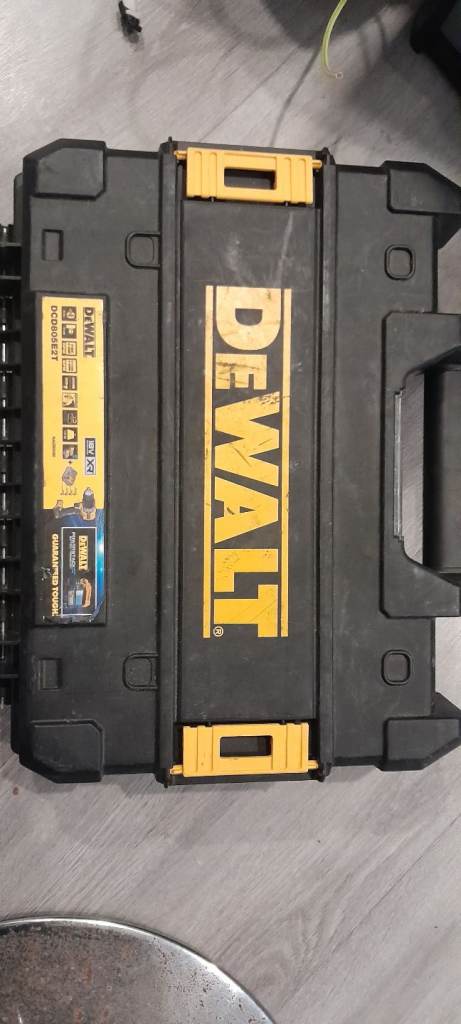 DEWALT®
DEWALT
DCD805E2T
18V XR
DEWALT
GUARANTEED TOUGH.